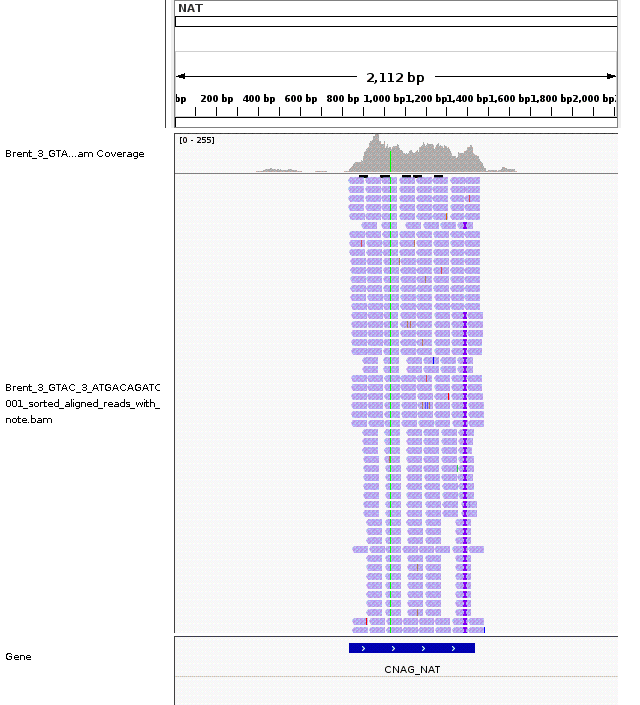 NAT
2,112 bp
bp 200 bp 400 bp 600 bp 800 bp 1,000 bp 1,200 bp 1,400 bp 1,600 bp 1,800 bp 2,000 bp
[0 - 255]
Brent_3_GTA...am Coverage
Brent_3_GTAC_3_ATGACAGATC
001_sorted_aligned_reads_with_
note.bam
Gene
CNAG_NAT